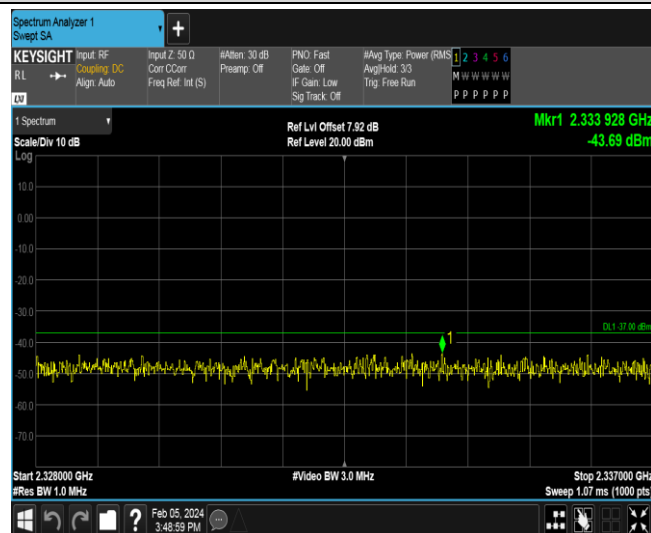 Spectrum Analyzer 1
Swept SA
+
KEYSIGHT Input: RF Input Z: 50 Ω #Atten: 30 dB PNO: Fast #Avg Type: Power (RMS 1 2 3 4 5 6
RL Coupling: DC Corr CCorr Preamp: Off Gate: Off Avg|Hold: 3/3 M W W W W W
Align: Auto Freq Ref: Int (S) IF Gain: Low Trig: Free Run
Sig Track: Off P P P P P P
1 Spectrum Ref Lvl Offset 7.92 dB Mkr1 2.333 928 GHz
Scale/Div 10 dB Ref Level 20.00 dBm -43.69 dBm
Log
10.0
0.00
-10.0
-20.0
-30.0
DL1 -37.00 dBm
1
-40.0
-50.0
-60.0
-70.0
Start 2.328000 GHz #Video BW 3.0 MHz Stop 2.337000 GHz
#Res BW 1.0 MHz Sweep 1.07 ms (1000 pts)
? Feb 05, 2024
3:48:59 PM